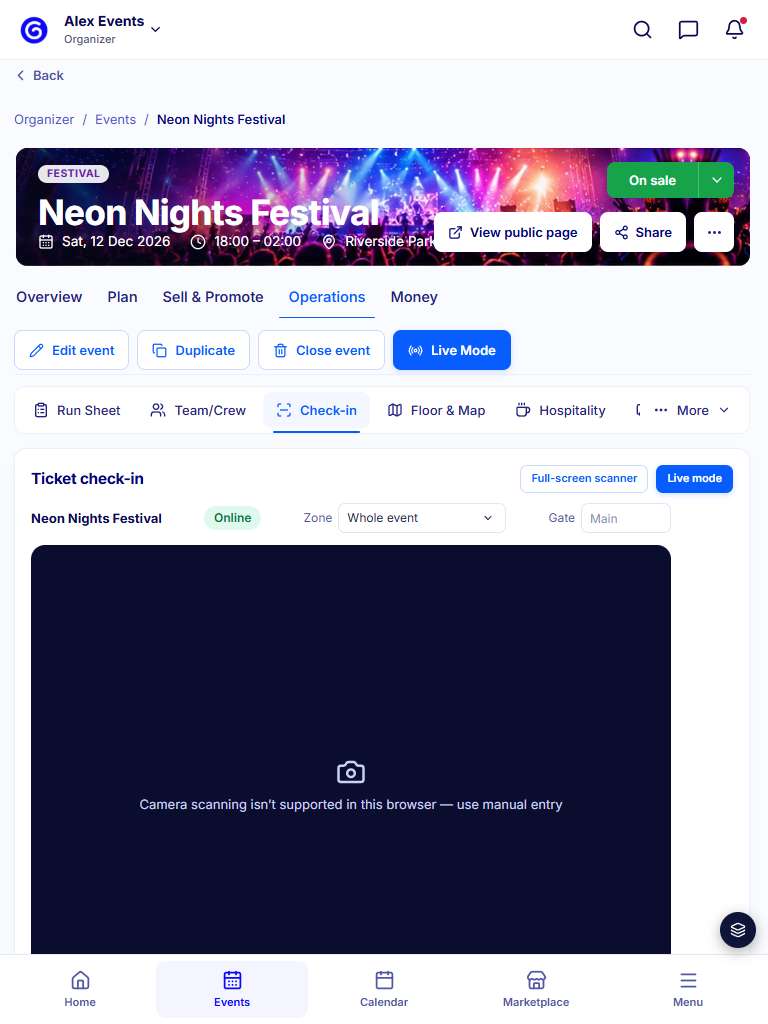 Alex Events
Organizer
Back
Organizer / Events / Neon Nights Festival
FESTIVAL
On sale
Neon Nights Festival
Sat, 12 Dec 2026 18:00 – 02:00 Riverside Park
View public page
Share
Overview Plan Sell & Promote Operations Money
Edit event Duplicate Close event Live Mode
Run Sheet Team/Crew Check-in Floor & Map Hospitality More
Ticket check-in Full-screen scanner Live mode
Neon Nights Festival Online Zone Whole event Gate Main
Camera scanning isn't supported in this browser — use manual entry
Home Events Calendar Marketplace Menu